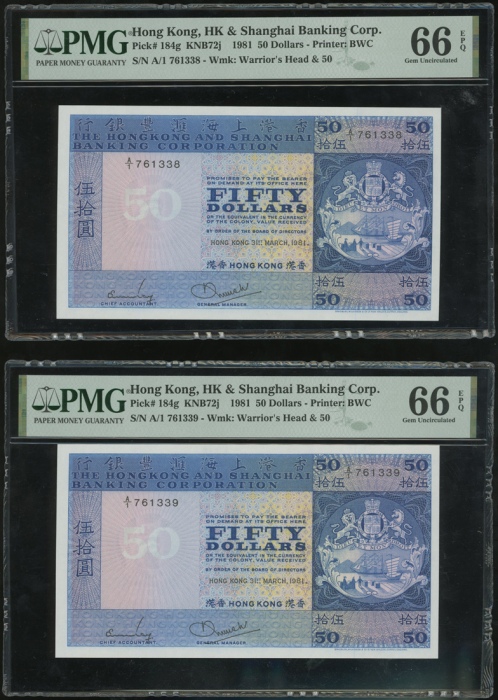 PMG
PAPER MONEY GUARANTY
Hong Kong, HK & Shanghai Banking Corp.
Pick# 184g KNB72j 1981 50 Dollars - Printer: BWC
S/N A/1 761338 - Wmk: Warrior's Head & 50
66 EPQ
Gem Uncirculated
行銀豐滙海上港香
THE HONGKONG AND SHANGHAI
BANKING CORPORATION
50 A/1 761338 50
拾伍 拾伍
A/1 761338
伍拾圓
50
PROMISES TO PAY THE BEARER
ON DEMAND AT ITS OFFICE HERE
FIFTY
DOLLARS
OR THE EQUIVALENT IN THE CURRENCY
OF THE COLONY, VALUE RECEIVED
BY ORDER OF THE BOARD OF DIRECTORS
HONG KONG 31ST MARCH, 1981.
港香 HONG KONG 港香
CHIEF ACCOUNTANT
GENERAL MANAGER
拾伍 拾伍
50 50
PMG
PAPER MONEY GUARANTY
Hong Kong, HK & Shanghai Banking Corp.
Pick# 184g KNB72j 1981 50 Dollars - Printer: BWC
S/N A/1 761339 - Wmk: Warrior's Head & 50
66 EPQ
Gem Uncirculated
行銀豐滙海上港香
THE HONGKONG AND SHANGHAI
BANKING CORPORATION
50 A/1 761339 50
拾伍 拾伍
A/1 761339
伍拾圓
50
PROMISES TO PAY THE BEARER
ON DEMAND AT ITS OFFICE HERE
FIFTY
DOLLARS
OR THE EQUIVALENT IN THE CURRENCY
OF THE COLONY, VALUE RECEIVED
BY ORDER OF THE BOARD OF DIRECTORS
HONG KONG 31ST MARCH, 1981.
港香 HONG KONG 港香
CHIEF ACCOUNTANT
GENERAL MANAGER
拾伍 拾伍
50 50